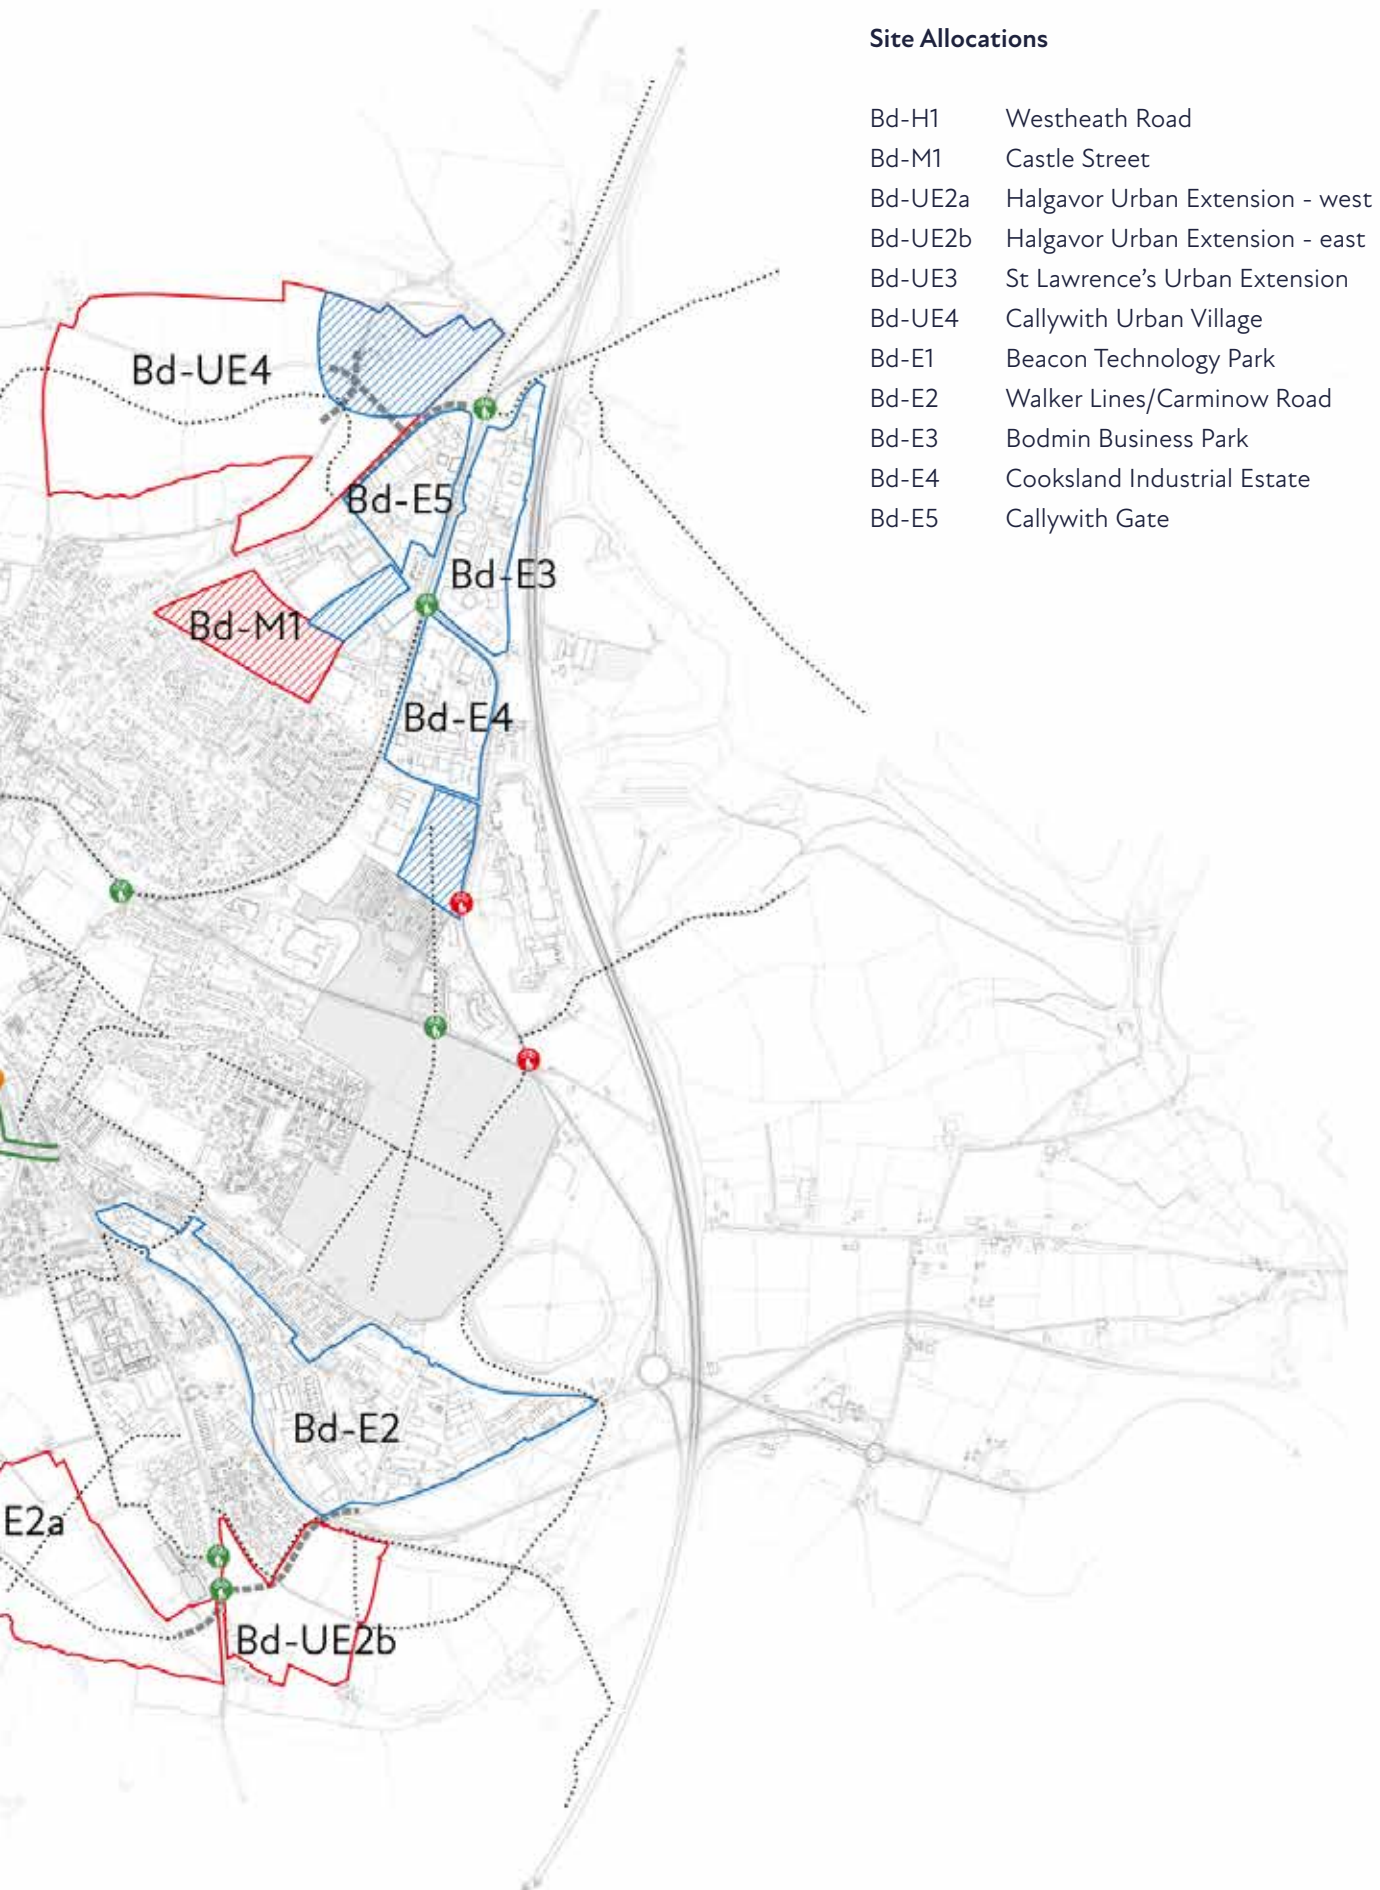 Site Allocations
Bd-H1 Westheath Road
Bd-M1 Castle Street
Bd-UE2a Halgavor Urban Extension - west
Bd-UE2b Halgavor Urban Extension - east
Bd-UE3 St Lawrence’s Urban Extension
Bd-UE4 Callywith Urban Village
Bd-E1 Beacon Technology Park
Bd-E2 Walker Lines/Carminow Road
Bd-E3 Bodmin Business Park
Bd-E4 Cooksland Industrial Estate
Bd-E5 Callywith Gate
Bd-UE4
Bd-E5
Bd-E3
Bd-M1
Bd-E4
Bd-E2
E2a
Bd-UE2b